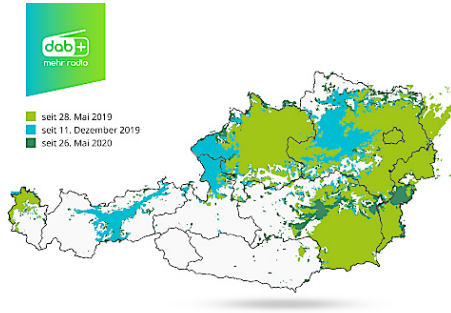 dab+
mehr radio
seit 28. Mai 2019
seit 11. Dezember 2019
seit 26. Mai 2020